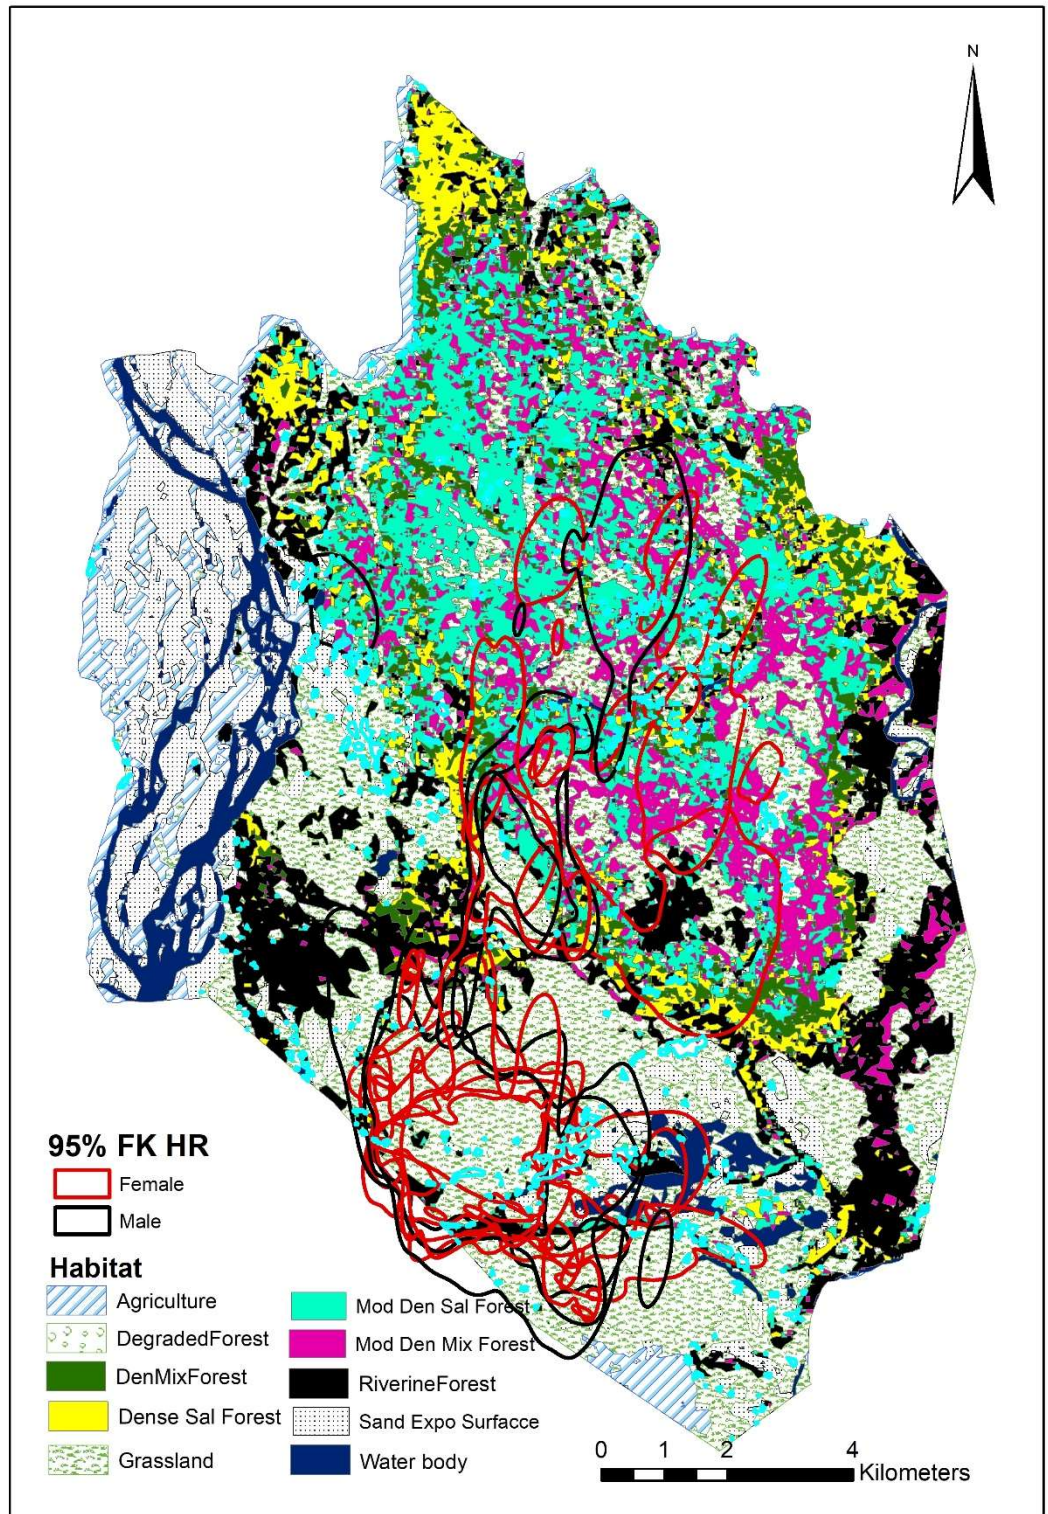 N
95% FK HR
Female
Male
Habitat
Agriculture
DegradedForest
DenMixForest
Dense Sal Forest
Grassland
Mod Den Sal Forest
Mod Den Mix Forest
RiverineForest
Sand Expo Surfacce
Water body
0 1 2 4
Kilometers